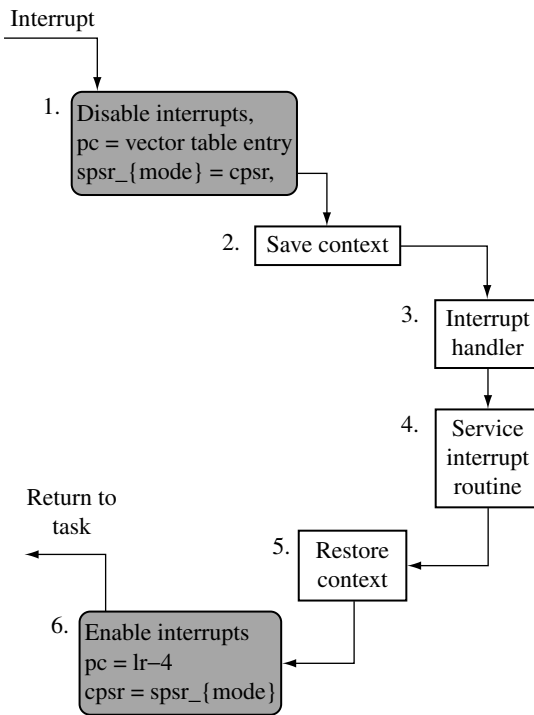 Interrupt
1.
Disable interrupts,
pc = vector table entry
spsr_{mode} = cpsr,
2.
Save context
3.
Interrupt
handler
4.
Service
interrupt
routine
Return to
task
5.
Restore
context
6.
Enable interrupts
pc = lr−4
cpsr = spsr_{mode}